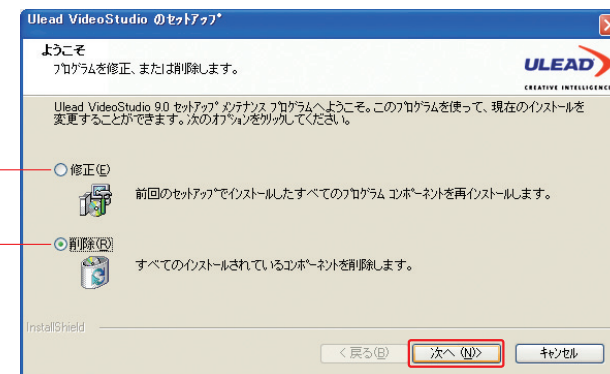 Ulead VideoStudio のセットアップ
ようこそ
プログラムを修正、または削除します。
ULEAD
CREATIVE INTELLIGENCE
Ulead VideoStudio 9.0 セットアップ メンテナンス プログラムへようこそ。このプログラムを使って、現在のインストールを
変更することができます。次のオプションをクリックしてください。
修正(E)
前回のセットアップでインストールしたすべてのプログラム コンポーネントを再インストールします。
削除(R)
すべてのインストールされているコンポーネントを削除します。
InstallShield
< 戻る(B)
次へ (N)>
キャンセル